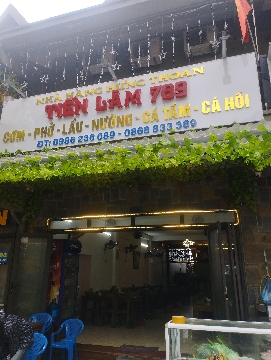 NHÀ HÀNG HÙNG THOAN
TIẾN LÂM 789
CƠM - PHỞ - LẨU - NƯỚNG - CÁ TẦM - CÁ HỒI
ĐT: 0986 236 089 - 0868 833 389